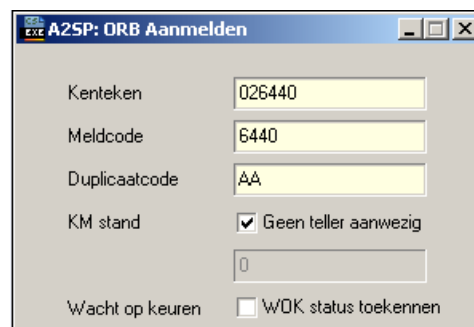 A2SP: ORB Aanmelden
Kenteken 026440
Meldcode 6440
Duplicaatcode AA
KM stand Geen teller aanwezig
0
Wacht op keuren WOK status toekennen